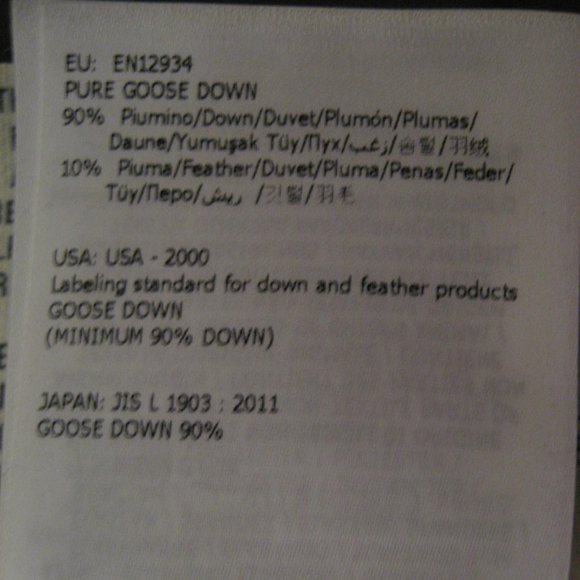 EU: EN12934
PURE GOOSE DOWN
90% Piumino/Down/Duvet/Plumón/Plumas/
Daune/Yumuşak Tüy/Пух/زغب/솜털/羽绒
10% Piuma/Feather/Duvet/Pluma/Penas/Feder/
Tüy/Перо/ريش /깃털/羽毛
USA: USA - 2000
Labeling standard for down and feather products
GOOSE DOWN
(MINIMUM 90% DOWN)
JAPAN: JIS L 1903 : 2011
GOOSE DOWN 90%